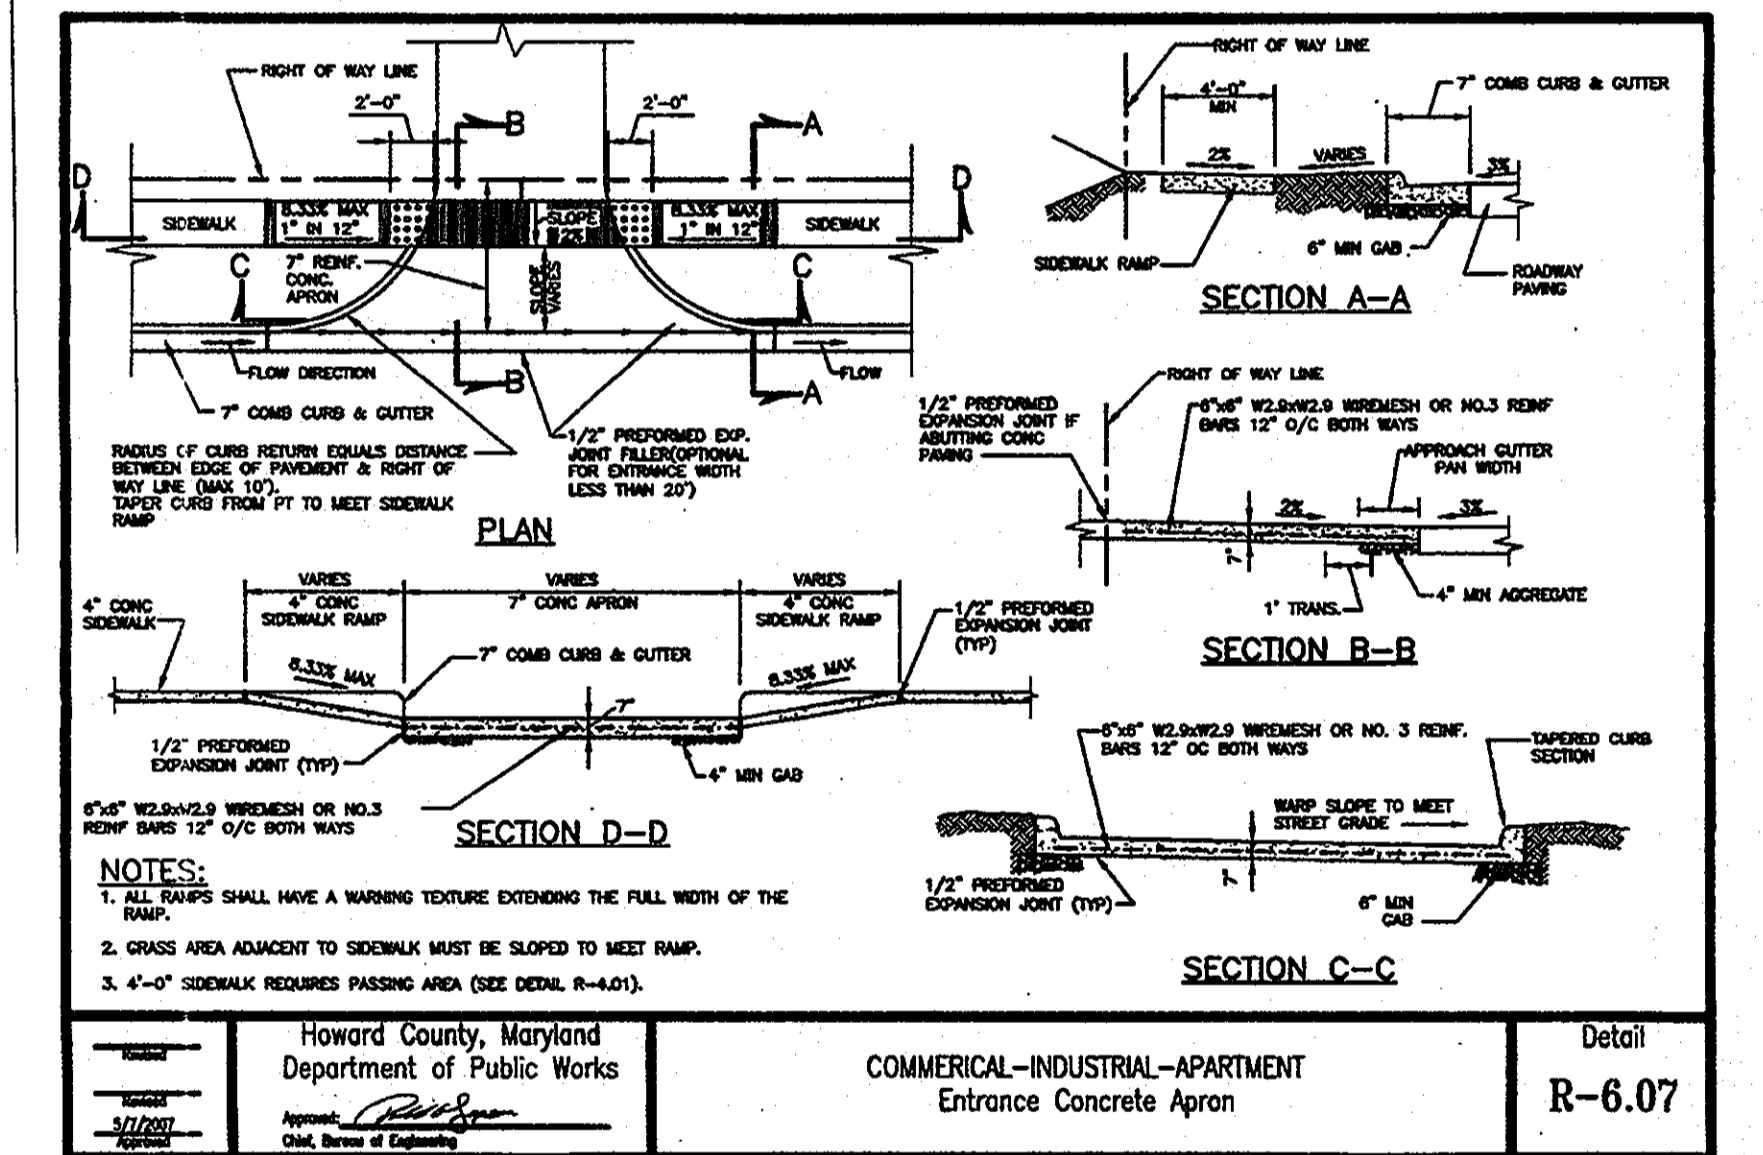 RIGHT OF WAY LINE
2'-0"
2'-0"
B
A
D
D
SIDEWALK
8.33% MAX
1" IN 12"
SLOPE
2%
8.33% MAX
1" IN 12"
SIDEWALK
C
7" REINF.
CONC.
APRON
SLOPE
VARIES
C
FLOW DIRECTION
B
A
FLOW
7" COMB CURB & GUTTER
RADIUS OF CURB RETURN EQUALS DISTANCE
BETWEEN EDGE OF PAVEMENT & RIGHT OF
WAY LINE (MAX 10').
TAPER CURB FROM PT TO MEET SIDEWALK
RAMP
1/2" PREFORMED EXP.
JOINT FILLER(OPTIONAL
FOR ENTRANCE WIDTH
LESS THAN 20')
PLAN
RIGHT OF WAY LINE
4'-0"
MIN
7" COMB CURB & GUTTER
2%
VARIES
3%
SIDEWALK RAMP
6" MIN GAB
ROADWAY
PAVING
SECTION A-A
RIGHT OF WAY LINE
1/2" PREFORMED
EXPANSION JOINT IF
ABUTTING CONC
PAVING
6"x6" W2.9xW2.9 WIREMESH OR NO.3 REINF
BARS 12" O/C BOTH WAYS
APPROACH GUTTER
PAN WIDTH
2%
3%
7"
1' TRANS.
4" MIN AGGREGATE
SECTION B-B
VARIES
VARIES
VARIES
4" CONC
SIDEWALK
4" CONC
SIDEWALK RAMP
7" CONC APRON
4" CONC
SIDEWALK RAMP
1/2" PREFORMED
EXPANSION JOINT
(TYP)
8.33% MAX
7" COMB CURB & GUTTER
8.33% MAX
7"
1/2" PREFORMED
EXPANSION JOINT (TYP)
4" MIN GAB
6"x6" W2.9xW2.9 WIREMESH OR NO.3
REINF BARS 12" O/C BOTH WAYS
SECTION D-D
6"x6" W2.9xW2.9 WIREMESH OR NO. 3 REINF.
BARS 12" OC BOTH WAYS
TAPERED CURB
SECTION
WARP SLOPE TO MEET
STREET GRADE
1/2" PREFORMED
EXPANSION JOINT (TYP)
7"
6" MIN
GAB
SECTION C-C
NOTES:
1. ALL RAMPS SHALL HAVE A WARNING TEXTURE EXTENDING THE FULL WIDTH OF THE
RAMP.
2. GRASS AREA ADJACENT TO SIDEWALK MUST BE SLOPED TO MEET RAMP.
3. 4'-0" SIDEWALK REQUIRES PASSING AREA (SEE DETAIL R-4.01).
Revised
Revised
5/7/2007
Approved
Howard County, Maryland
Department of Public Works
Approved:
Chief, Bureau of Engineering
COMMERICAL-INDUSTRIAL-APARTMENT
Entrance Concrete Apron
Detail
R-6.07